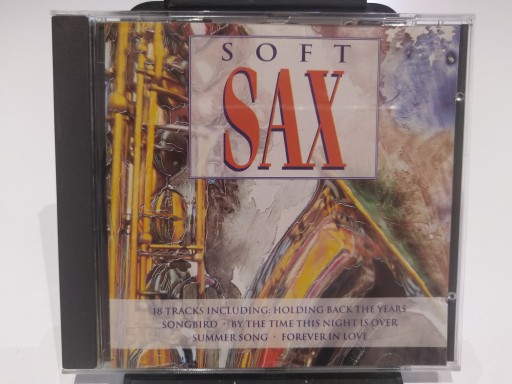 SOFT
SAX
18 TRACKS INCLUDING: HOLDING BACK THE YEARS
SONGBIRD · BY THE TIME THIS NIGHT IS OVER
SUMMER SONG · FOREVER IN LOVE